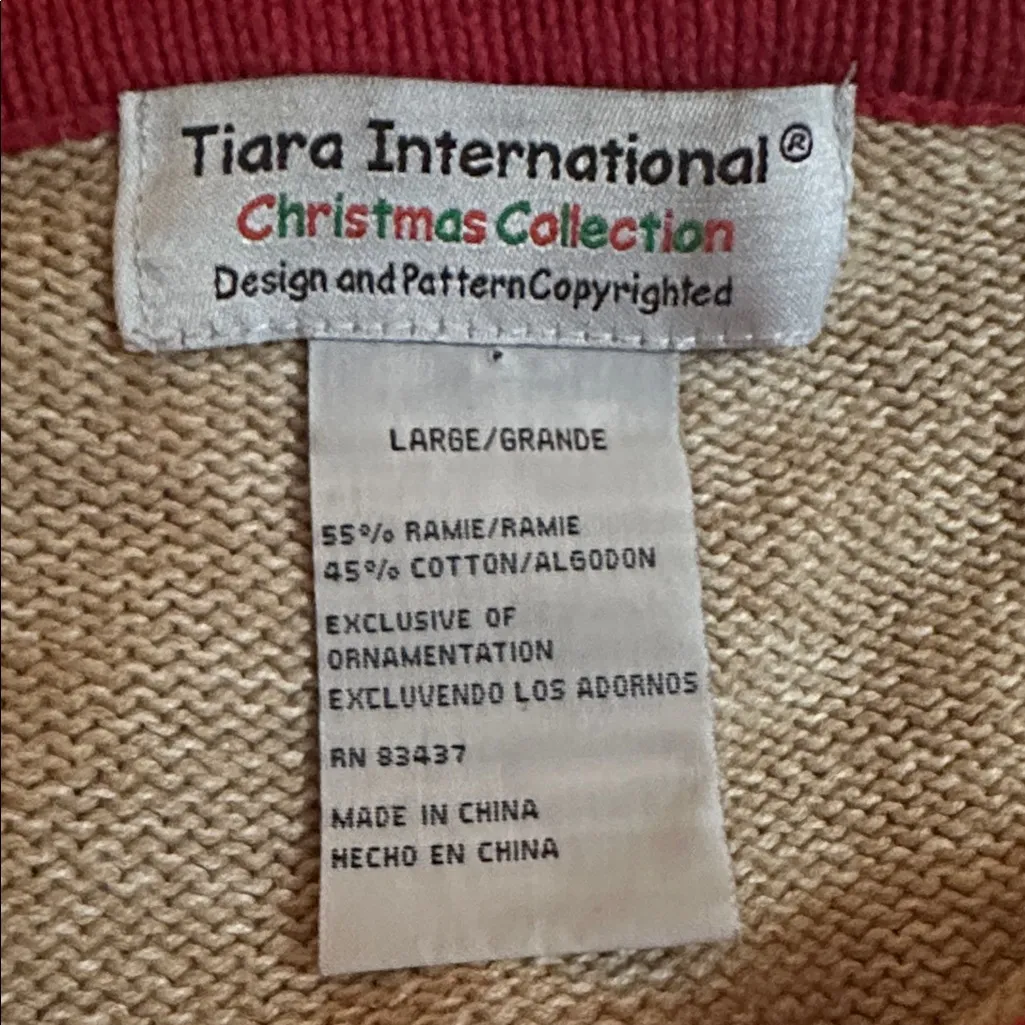 Tiara International®
Christmas Collection
Design and Pattern Copyrighted
LARGE/GRANDE
55% RAMIE/RAMIE
45% COTTON/ALGODON
EXCLUSIVE OF
ORNAMENTATION
EXCLUVENDO LOS ADORNOS
RN 83437
MADE IN CHINA
HECHO EN CHINA